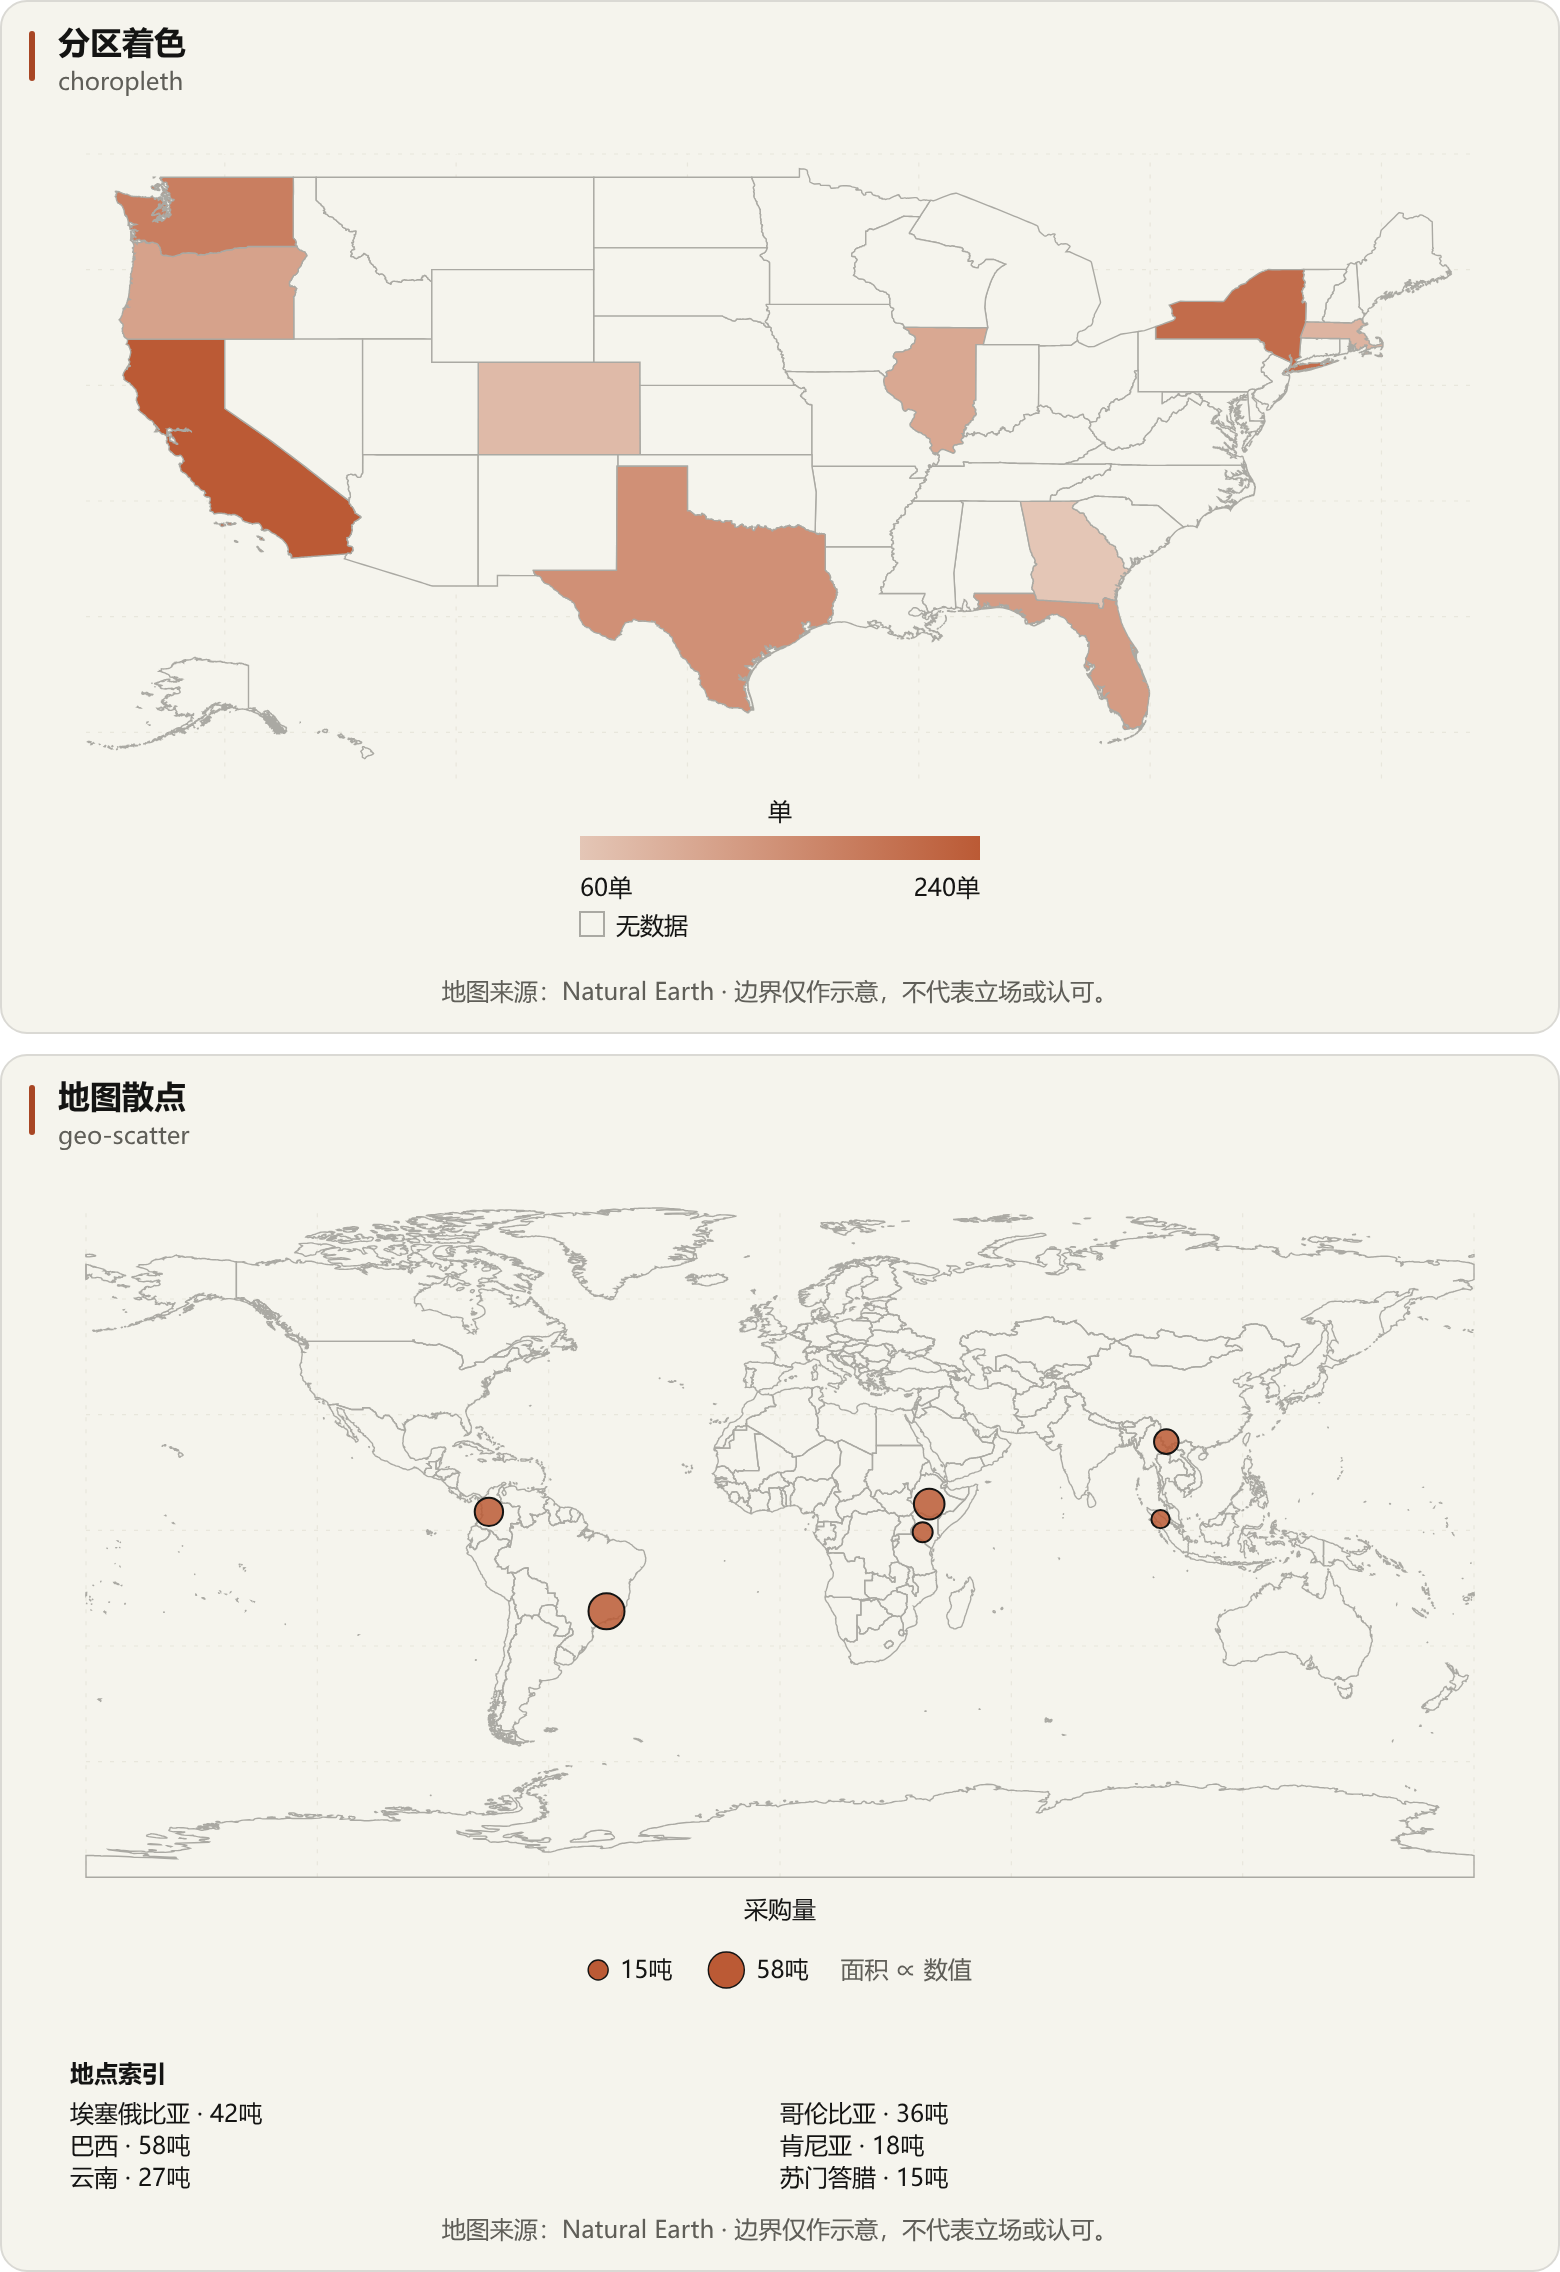 分区着色
choropleth
单
60单 240单
无数据
地图来源：Natural Earth · 边界仅作示意，不代表立场或认可。
地图散点
geo-scatter
采购量
15吨 58吨 面积 ∝ 数值
地点索引
埃塞俄比亚 · 42吨 哥伦比亚 · 36吨
巴西 · 58吨 肯尼亚 · 18吨
云南 · 27吨 苏门答腊 · 15吨
地图来源：Natural Earth · 边界仅作示意，不代表立场或认可。